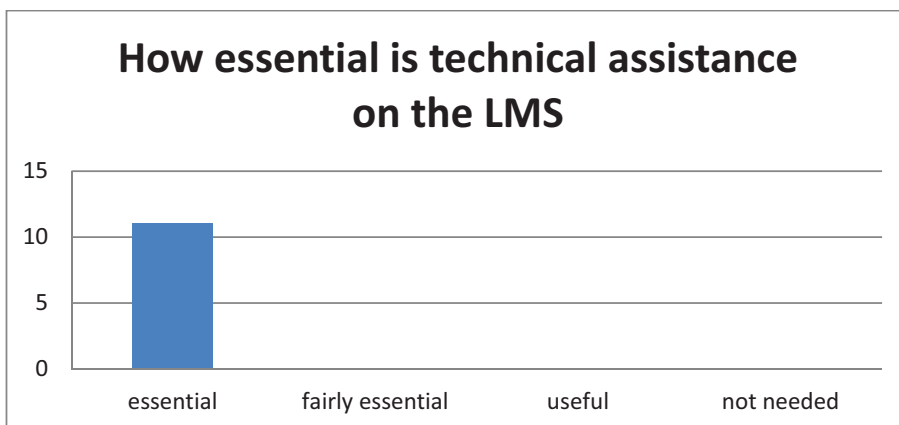 How essential is technical assistance
on the LMS
15
10
5
0
essential fairly essential useful not needed